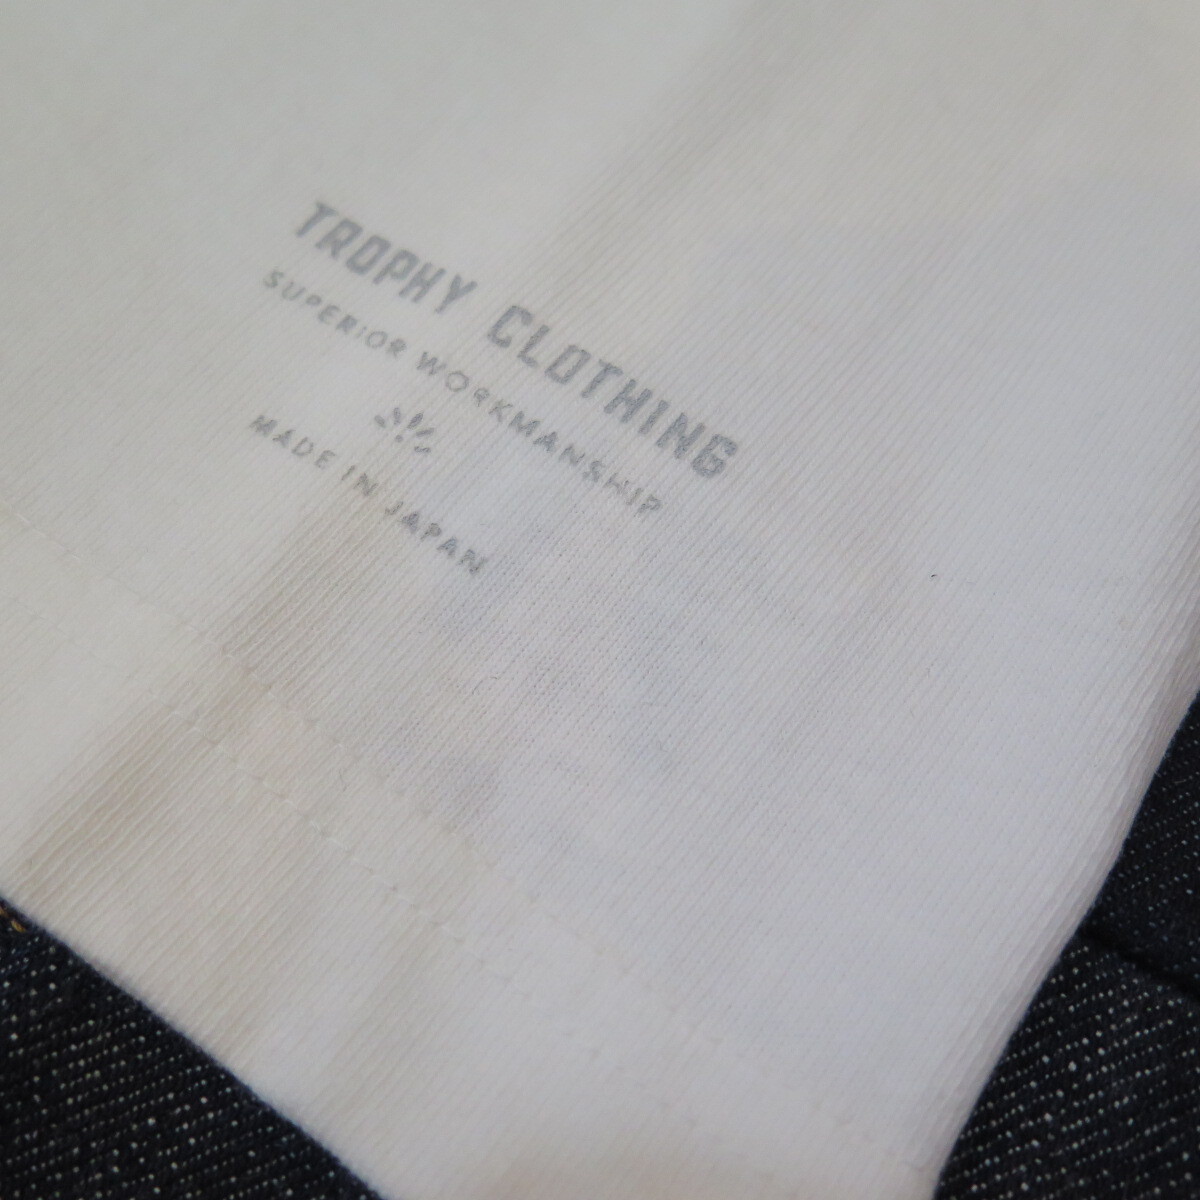 TROPHY CLOTHING
SUPERIOR WORKMANSHIP
MADE IN JAPAN